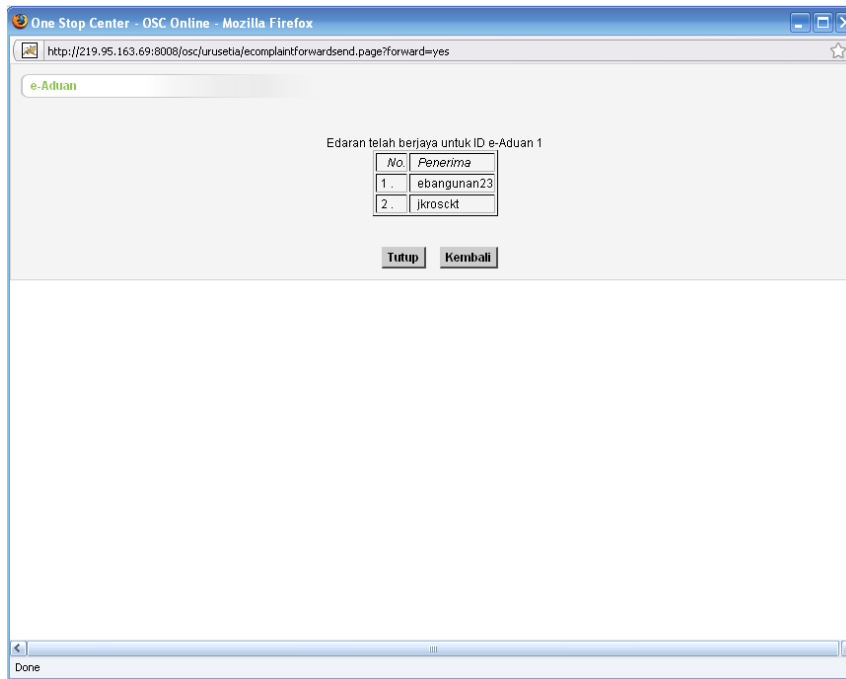 One Stop Center - OSC Online - Mozilla Firefox
http://219.95.163.69:8008/osc/urusetia/ecomplaintforwardsend.page?forward=yes
e-Aduan
Edaran telah berjaya untuk ID e-Aduan 1
No. Penerima
1 . ebangunan23
2 . jkrosckt
Tutup Kembali
Done